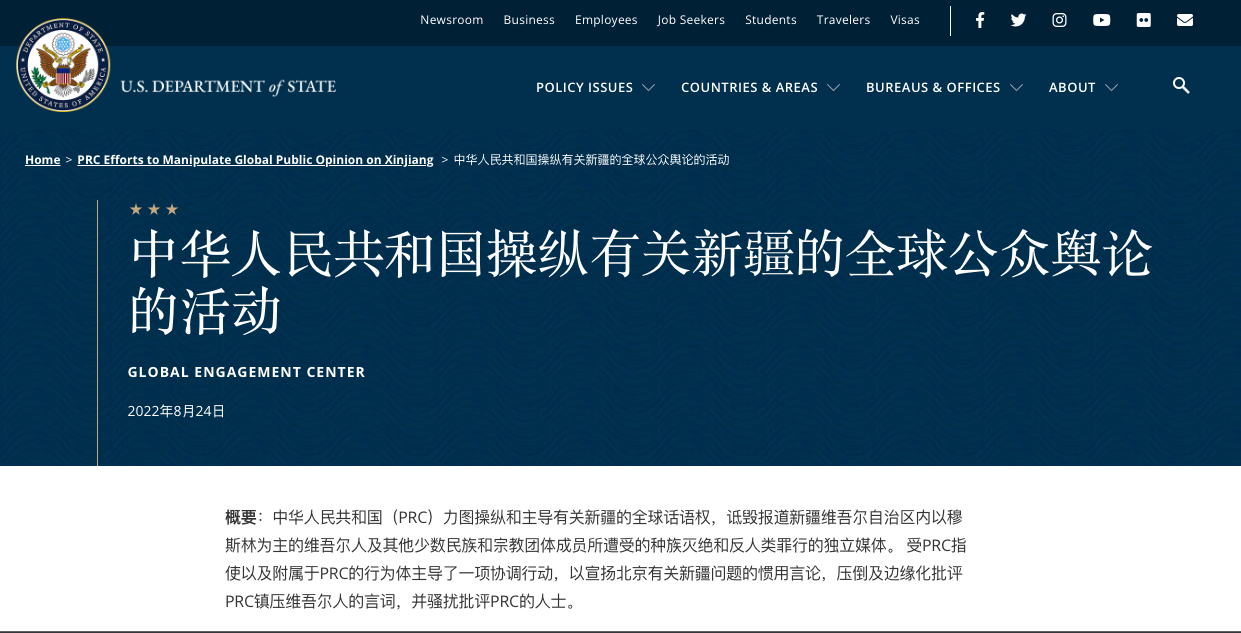 Newsroom Business Employees Job Seekers Students Travelers Visas
DEPARTMENT OF STATE
UNITED STATES OF AMERICA
U.S. DEPARTMENT of STATE
POLICY ISSUES COUNTRIES & AREAS BUREAUS & OFFICES ABOUT
Home > PRC Efforts to Manipulate Global Public Opinion on Xinjiang > 中华人民共和国操纵有关新疆的全球公众舆论的活动
中华人民共和国操纵有关新疆的全球公众舆论
的活动
GLOBAL ENGAGEMENT CENTER
2022年8月24日
概要：中华人民共和国（PRC）力图操纵和主导有关新疆的全球话语权，诋毁报道新疆维吾尔自治区内以穆
斯林为主的维吾尔人及其他少数民族和宗教团体成员所遭受的种族灭绝和反人类罪行的独立媒体。 受PRC指
使以及附属于PRC的行为体主导了一项协调行动，以宣扬北京有关新疆问题的惯用言论，压倒及边缘化批评
PRC镇压维吾尔人的言词，并骚扰批评PRC的人士。